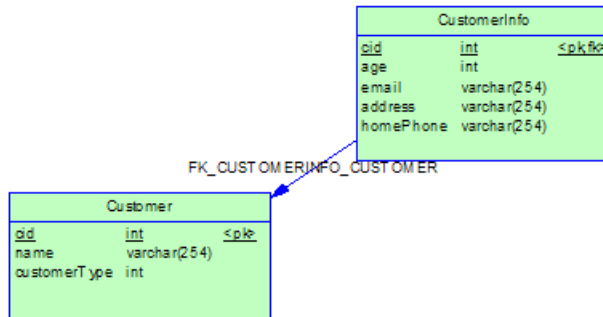 CustomerInfo
cid int <pk,fk>
age int
email varchar(254)
address varchar(254)
homePhone varchar(254)
FK_CUSTOMERINFO_CUSTOMER
Customer
cid int <pk>
name varchar(254)
customerType int